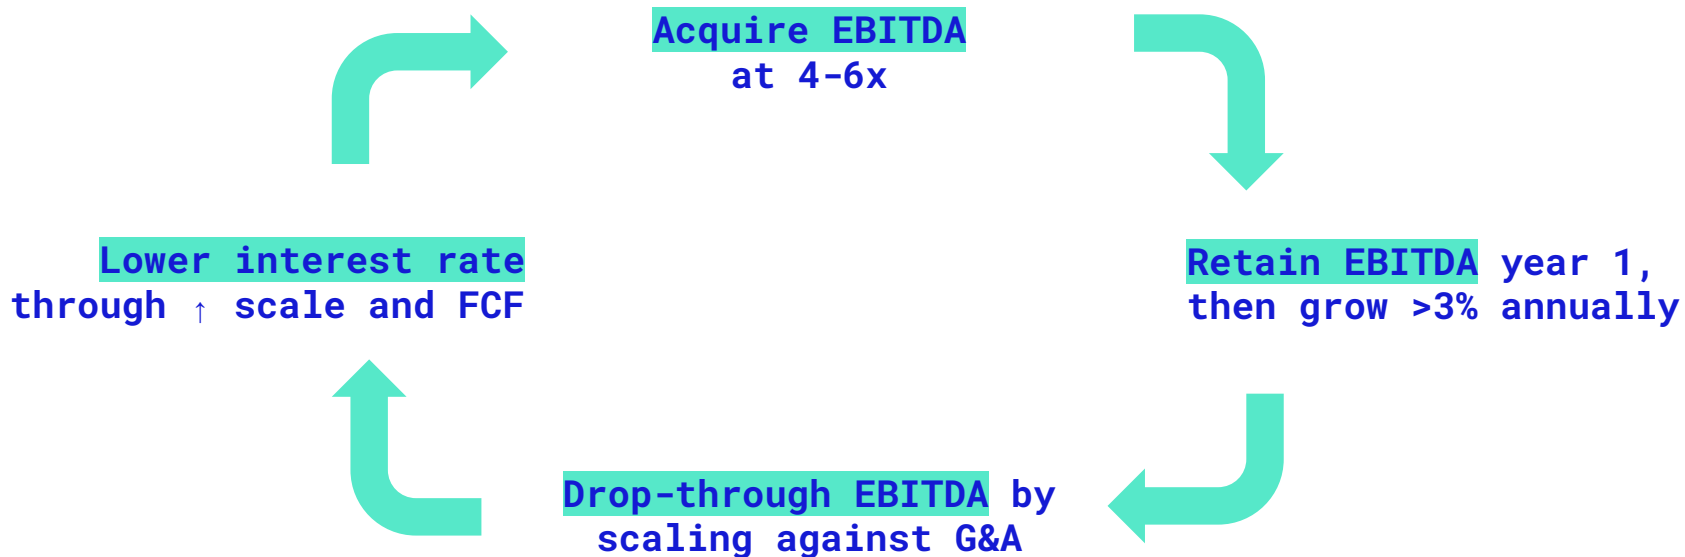 Acquire EBITDA
at 4-6x
Lower interest rate
through ↑ scale and FCF
Retain EBITDA year 1,
then grow >3% annually
Drop-through EBITDA by
scaling against G&A